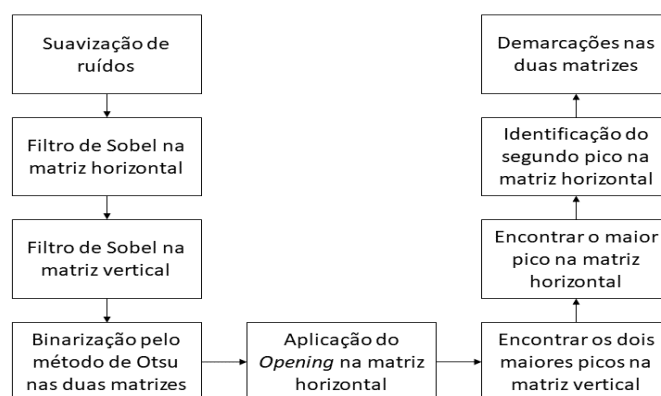 Suavização de
ruídos
Filtro de Sobel na
matriz horizontal
Filtro de Sobel na
matriz vertical
Binarização pelo
método de Otsu
nas duas matrizes
Aplicação do
Opening na matriz
horizontal
Encontrar os dois
maiores picos na
matriz vertical
Encontrar o maior
pico na matriz
horizontal
Identificação do
segundo pico na
matriz horizontal
Demarcações nas
duas matrizes